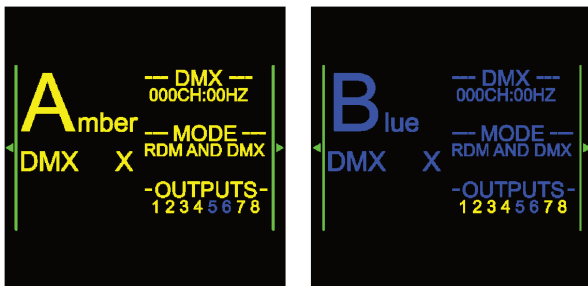 Amber
DMX X
--- DMX ---
000CH:00HZ
--- MODE ---
RDM AND DMX
-OUTPUTS-
1 2 3 4 5 6 7 8
Blue
DMX X
--- DMX ---
000CH:00HZ
--- MODE ---
RDM AND DMX
-OUTPUTS-
1 2 3 4 5 6 7 8